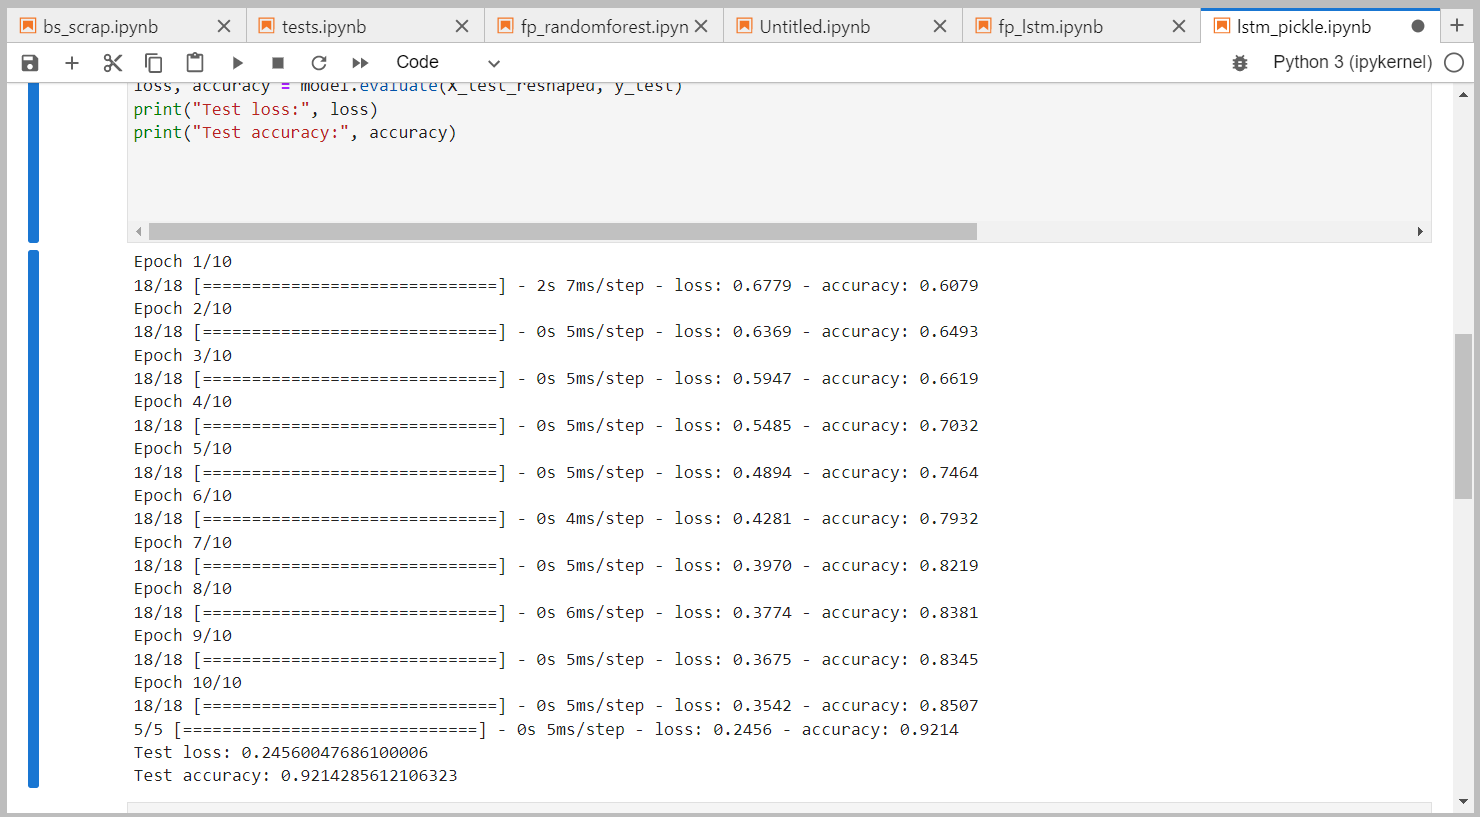 bs_scrap.ipynb
tests.ipynb
fp_randomforest.ipyn
Untitled.ipynb
fp_lstm.ipynb
lstm_pickle.ipynb
Code
Python 3 (ipykernel)
loss, accuracy = model.evaluate(X_test_reshaped, y_test)
print("Test loss:", loss)
print("Test accuracy:", accuracy)
Epoch 1/10
18/18 [==============================] - 2s 7ms/step - loss: 0.6779 - accuracy: 0.6079
Epoch 2/10
18/18 [==============================] - 0s 5ms/step - loss: 0.6369 - accuracy: 0.6493
Epoch 3/10
18/18 [==============================] - 0s 5ms/step - loss: 0.5947 - accuracy: 0.6619
Epoch 4/10
18/18 [==============================] - 0s 5ms/step - loss: 0.5485 - accuracy: 0.7032
Epoch 5/10
18/18 [==============================] - 0s 5ms/step - loss: 0.4894 - accuracy: 0.7464
Epoch 6/10
18/18 [==============================] - 0s 4ms/step - loss: 0.4281 - accuracy: 0.7932
Epoch 7/10
18/18 [==============================] - 0s 5ms/step - loss: 0.3970 - accuracy: 0.8219
Epoch 8/10
18/18 [==============================] - 0s 6ms/step - loss: 0.3774 - accuracy: 0.8381
Epoch 9/10
18/18 [==============================] - 0s 5ms/step - loss: 0.3675 - accuracy: 0.8345
Epoch 10/10
18/18 [==============================] - 0s 5ms/step - loss: 0.3542 - accuracy: 0.8507
5/5 [==============================] - 0s 5ms/step - loss: 0.2456 - accuracy: 0.9214
Test loss: 0.24560047686100006
Test accuracy: 0.9214285612106323